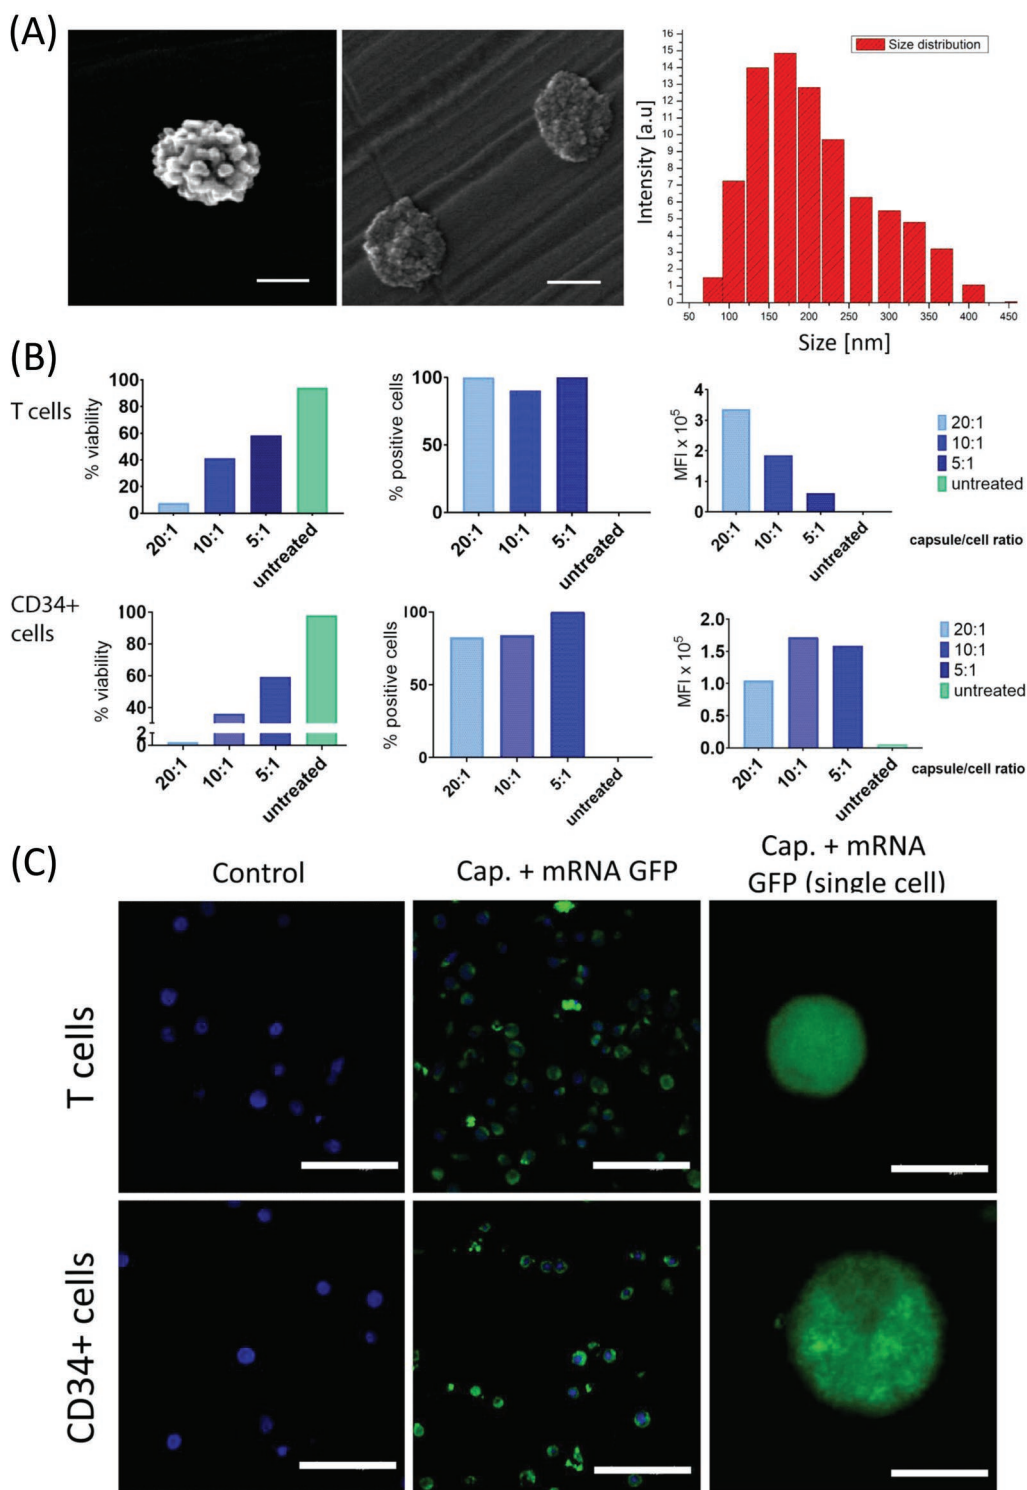 (A)
16
15
14
13
12
11
10
9
8
7
6
5
4
3
2
1
0
Intensity [a.u]
Size distribution
50 100 150 200 250 300 350 400 450
Size [nm]
(B)
T cells
% viability
100
80
60
40
20
0
20:1 10:1 5:1 untreated
% positive cells
100
50
0
20:1 10:1 5:1 untreated
MFI x 10⁵
4
3
2
1
0
20:1 10:1 5:1 untreated
20:1
10:1
5:1
untreated
capsule/cell ratio
CD34+
cells
% viability
100
80
60
40
2
0
20:1 10:1 5:1 untreated
% positive cells
100
50
0
20:1 10:1 5:1 untreated
MFI x 10⁵
2.0
1.5
1.0
0.5
0.0
20:1 10:1 5:1 untreated
20:1
10:1
5:1
untreated
capsule/cell ratio
(C)
Control
Cap. + mRNA GFP
Cap. + mRNA
GFP (single cell)
T cells
CD34+ cells